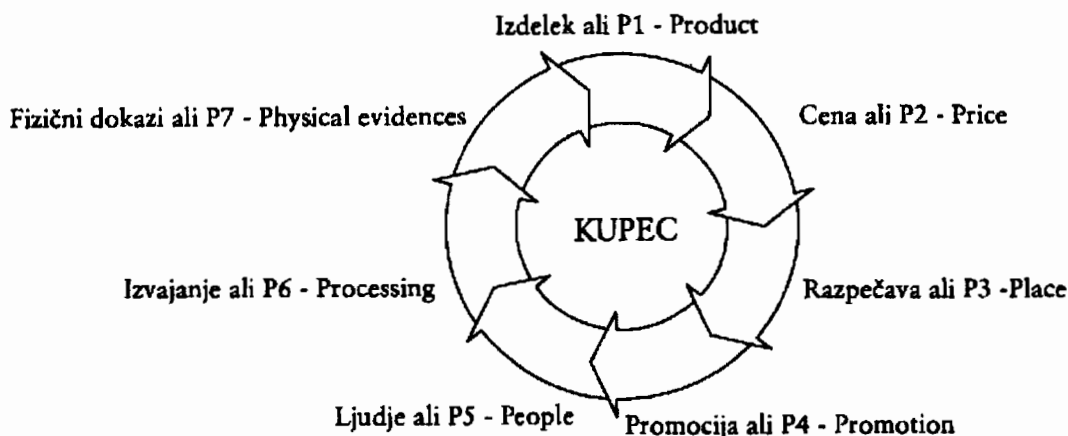 Izdelek ali P1 - Product
Fizični dokazi ali P7 - Physical evidences
Cena ali P2 - Price
KUPEC
Izvajanje ali P6 - Processing
Razpečava ali P3 -Place
Ljudje ali P5 - People
Promocija ali P4 - Promotion